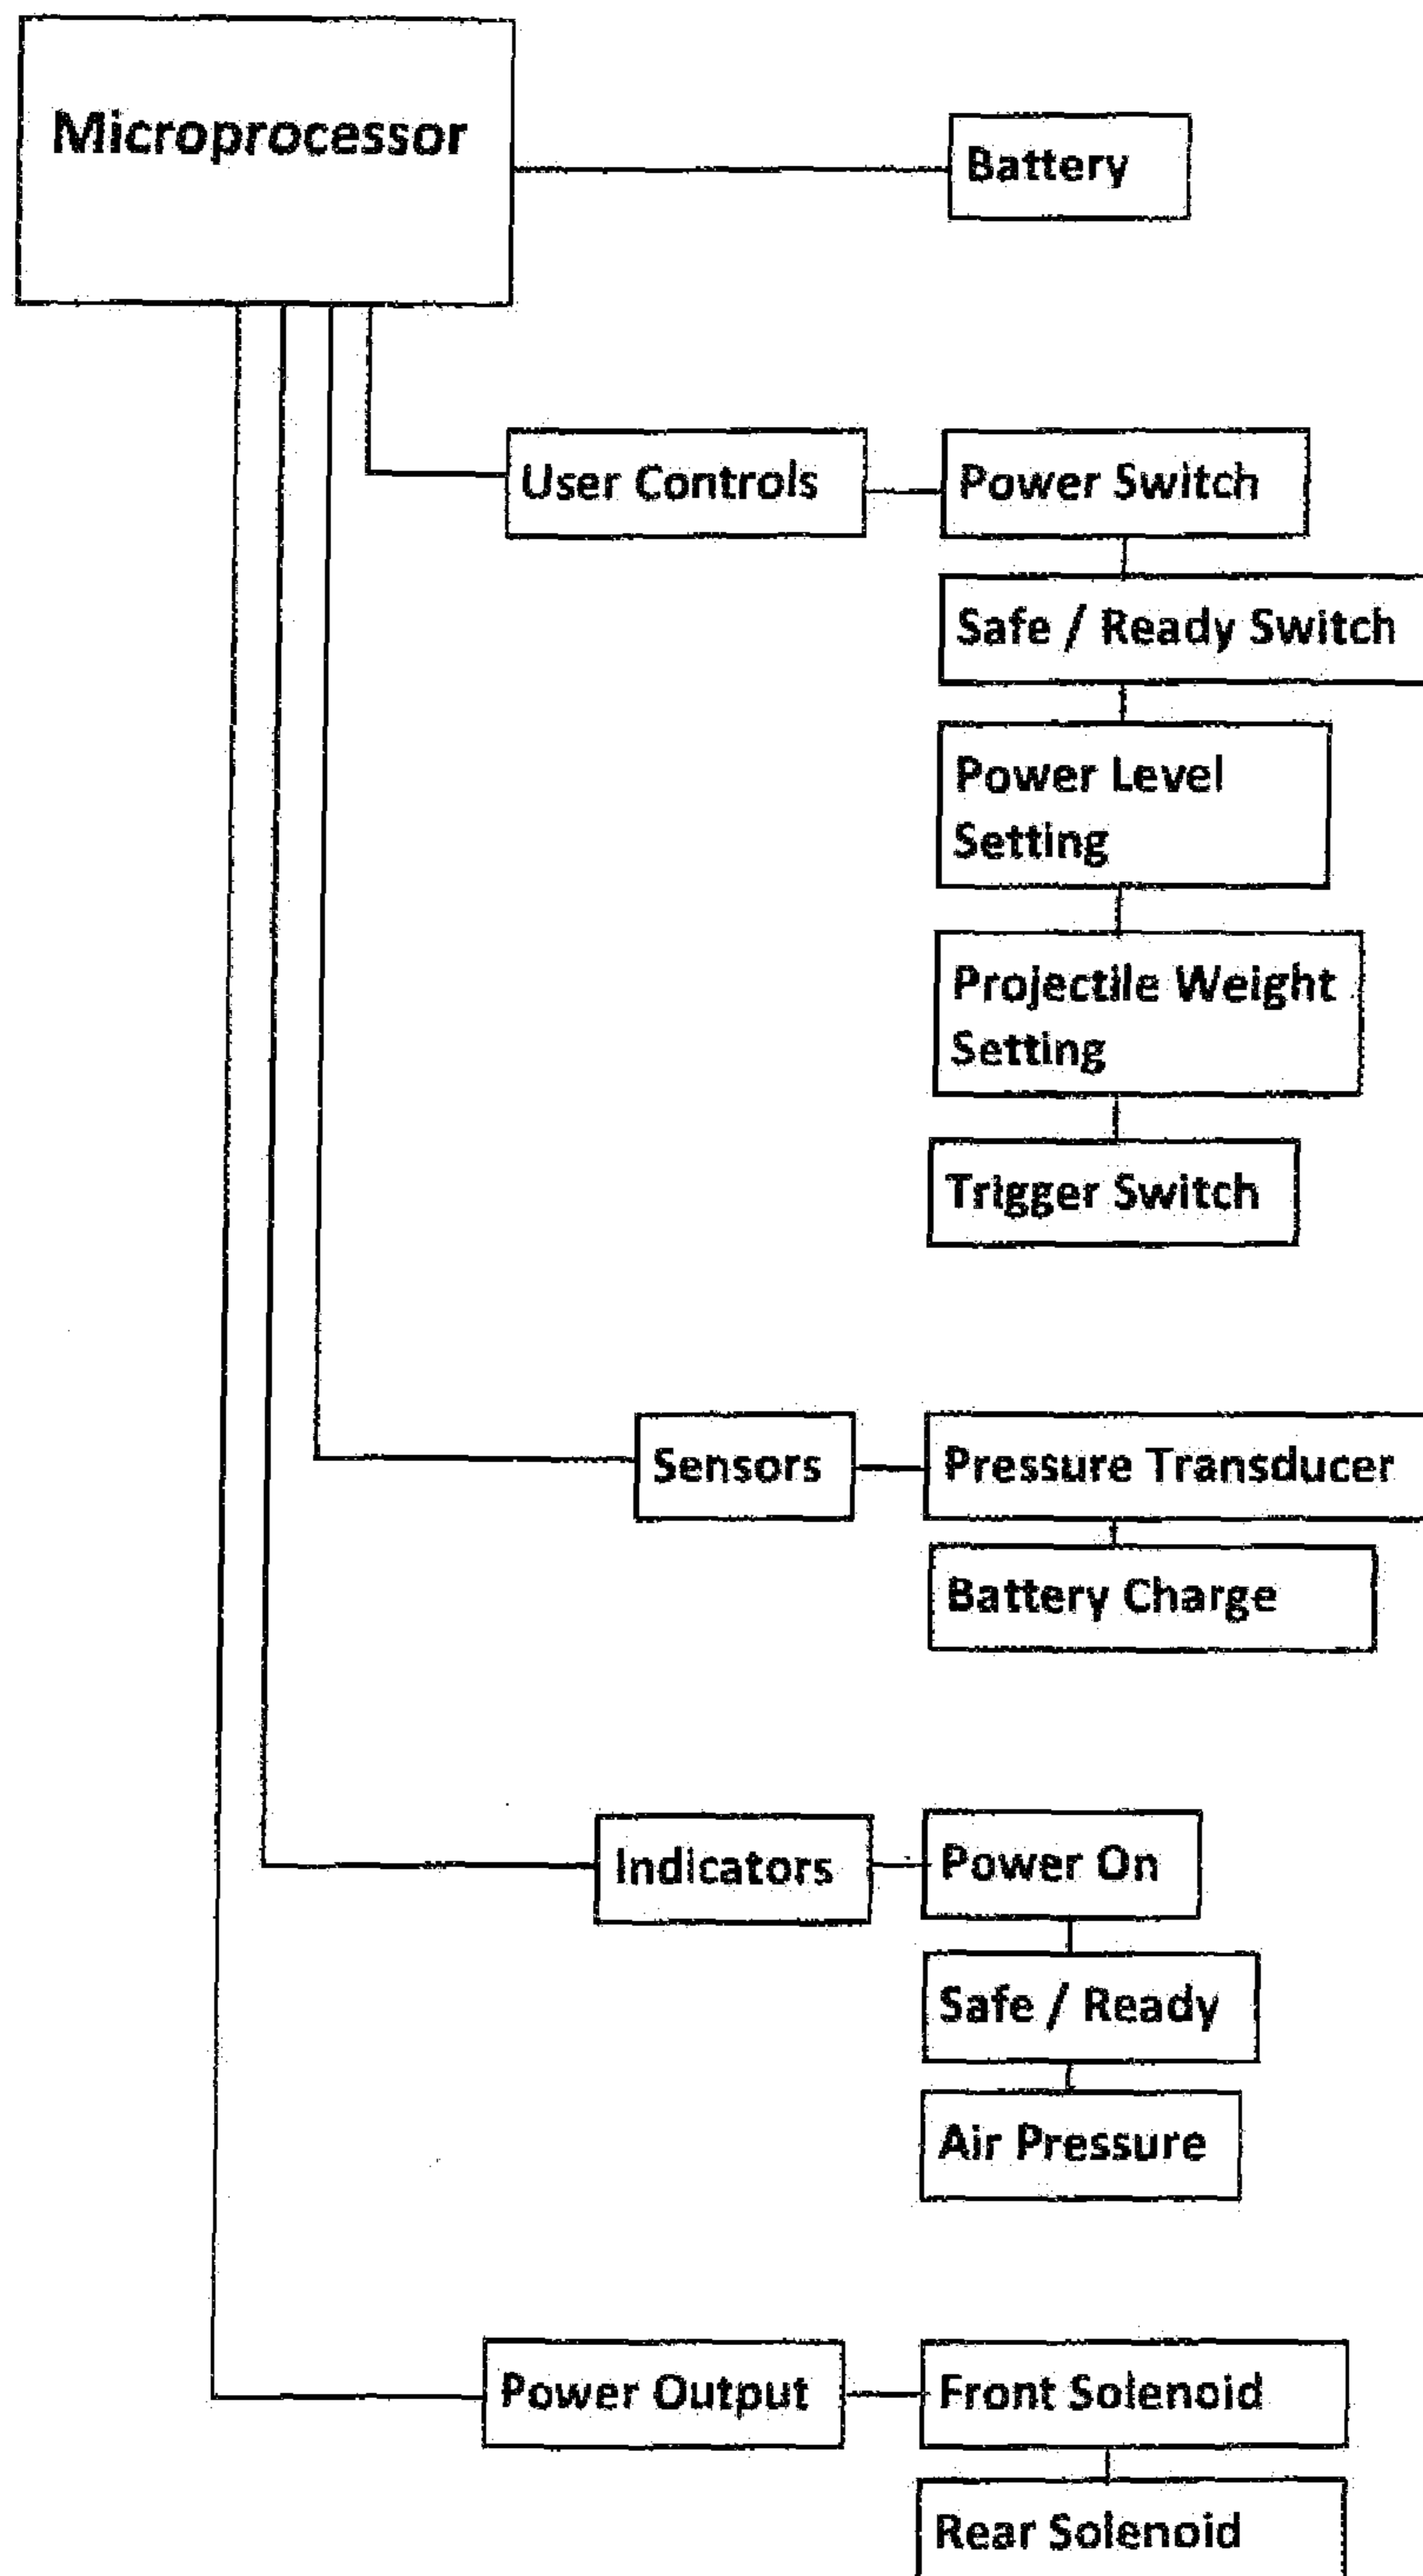 Microprocessor
Battery
User Controls
Power Switch
Safe / Ready Switch
Power Level
Setting
Projectile Weight
Setting
Trigger Switch
Sensors
Pressure Transducer
Battery Charge
Indicators
Power On
Safe / Ready
Air Pressure
Power Output
Front Solenoid
Rear Solenoid